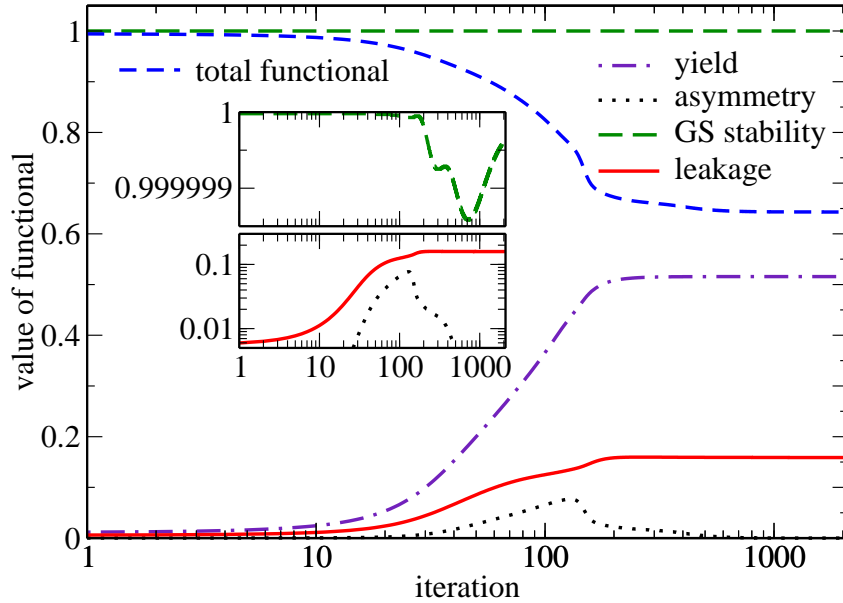 1
total functional
yield
asymmetry
GS stability
leakage
0.8
0.6
0.4
0.2
0
value of functional
1
0.999999
0.1
0.01
1 10 100 1000
1 10 100 1000
iteration